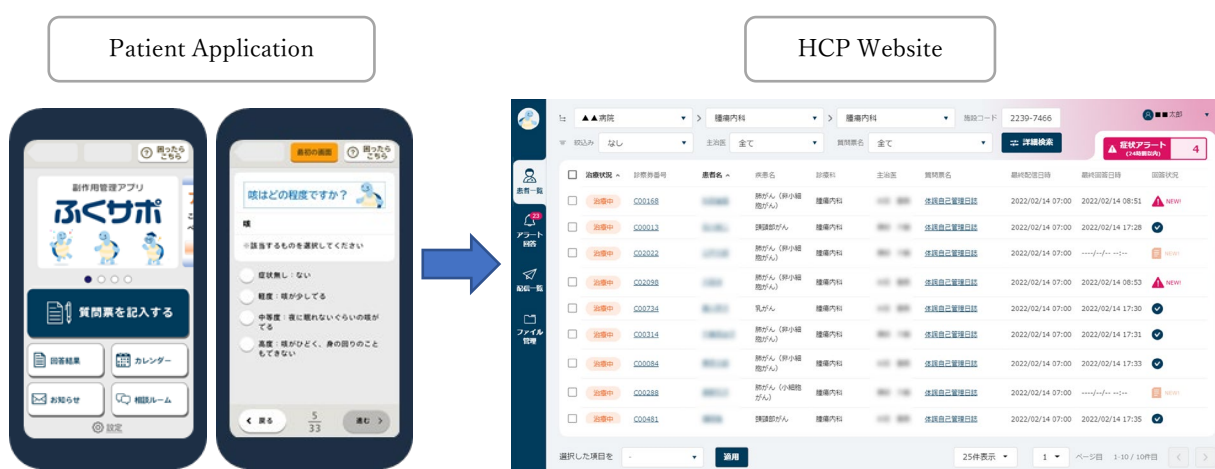 Patient Application
HCP Website
困ったら
こちら
副作用管理アプリ
ふくサポ
質問票を記入する
回答結果
カレンダー
お知らせ
相談ルーム
設定
最初の画面
困ったら
こちら
咳はどの程度ですか？
咳
※該当するものを選択してください
症状無し：ない
軽度：咳が少しでる
中等度：夜に眠れないぐらいの咳が
でる
高度：咳がひどく、身の回りのこと
もできない
戻る
5
33
進む
▲▲病院
腫瘍内科
腫瘍内科
施設コード
2239-7466
■■太郎
絞込み
なし
主治医
全て
質問票名
全て
詳細検索
症状アラート
(24時間以内)
4
患者一覧
23
アラート
回答
配信一覧
ファイル
管理
治療状況 診察券番号 患者名 疾患名 診療科 主治医 質問票名 最終配信日時 最終回答日時 回答状況
治療中 C00168 肺がん（非小細 腫瘍内科 体調自己管理日誌 2022/02/14 07:00 2022/02/14 08:51 NEW!
胞がん）
治療中 C00013 頭頸部がん 腫瘍内科 体調自己管理日誌 2022/02/14 07:00 2022/02/14 17:28
治療中 C02022 肺がん（非小細 腫瘍内科 体調自己管理日誌 2022/02/14 07:00 ----/--/-- --:-- NEW!
胞がん）
治療中 C02098 肺がん（非小細 腫瘍内科 体調自己管理日誌 2022/02/14 07:00 2022/02/14 08:53 NEW!
胞がん）
治療中 C00734 乳がん 腫瘍内科 体調自己管理日誌 2022/02/14 07:00 2022/02/14 17:30
治療中 C00314 肺がん（非小細 腫瘍内科 体調自己管理日誌 2022/02/14 07:00 2022/02/14 17:31
胞がん）
治療中 C00084 肺がん（非小細 腫瘍内科 体調自己管理日誌 2022/02/14 07:00 2022/02/14 17:33
胞がん）
治療中 C00288 肺がん（小細胞 腫瘍内科 体調自己管理日誌 2022/02/14 07:00 ----/--/-- --:-- NEW!
がん）
治療中 C00481 頭頸部がん 腫瘍内科 体調自己管理日誌 2022/02/14 07:00 2022/02/14 17:35
選択した項目を - 適用 25件表示 1 ページ目 1-10 / 10件目